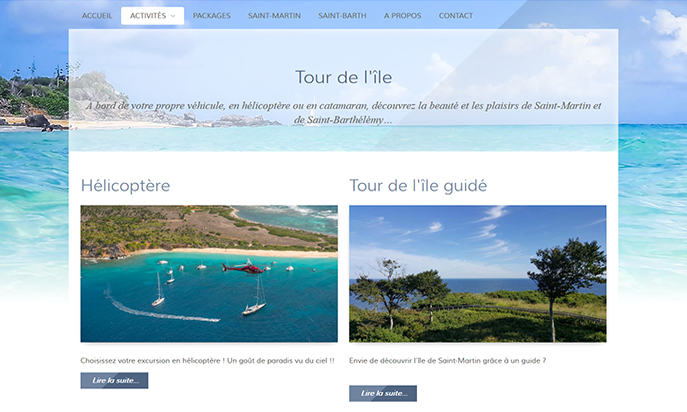 ACCUEIL ACTIVITÉS PACKAGES SAINT-MARTIN SAINT-BARTH A PROPOS CONTACT
Tour de l'île
A bord de votre propre véhicule, en hélicoptère ou en catamaran, découvrez la beauté et les plaisirs de Saint-Martin et
de Saint-Barthélémy…
Hélicoptère
Tour de l'île guidé
Choisissez votre excursion en hélicoptère ! Un goût de paradis vu du ciel !!
Envie de découvrir l'île de Saint-Martin grâce à un guide ?
Lire la suite...
Lire la suite...